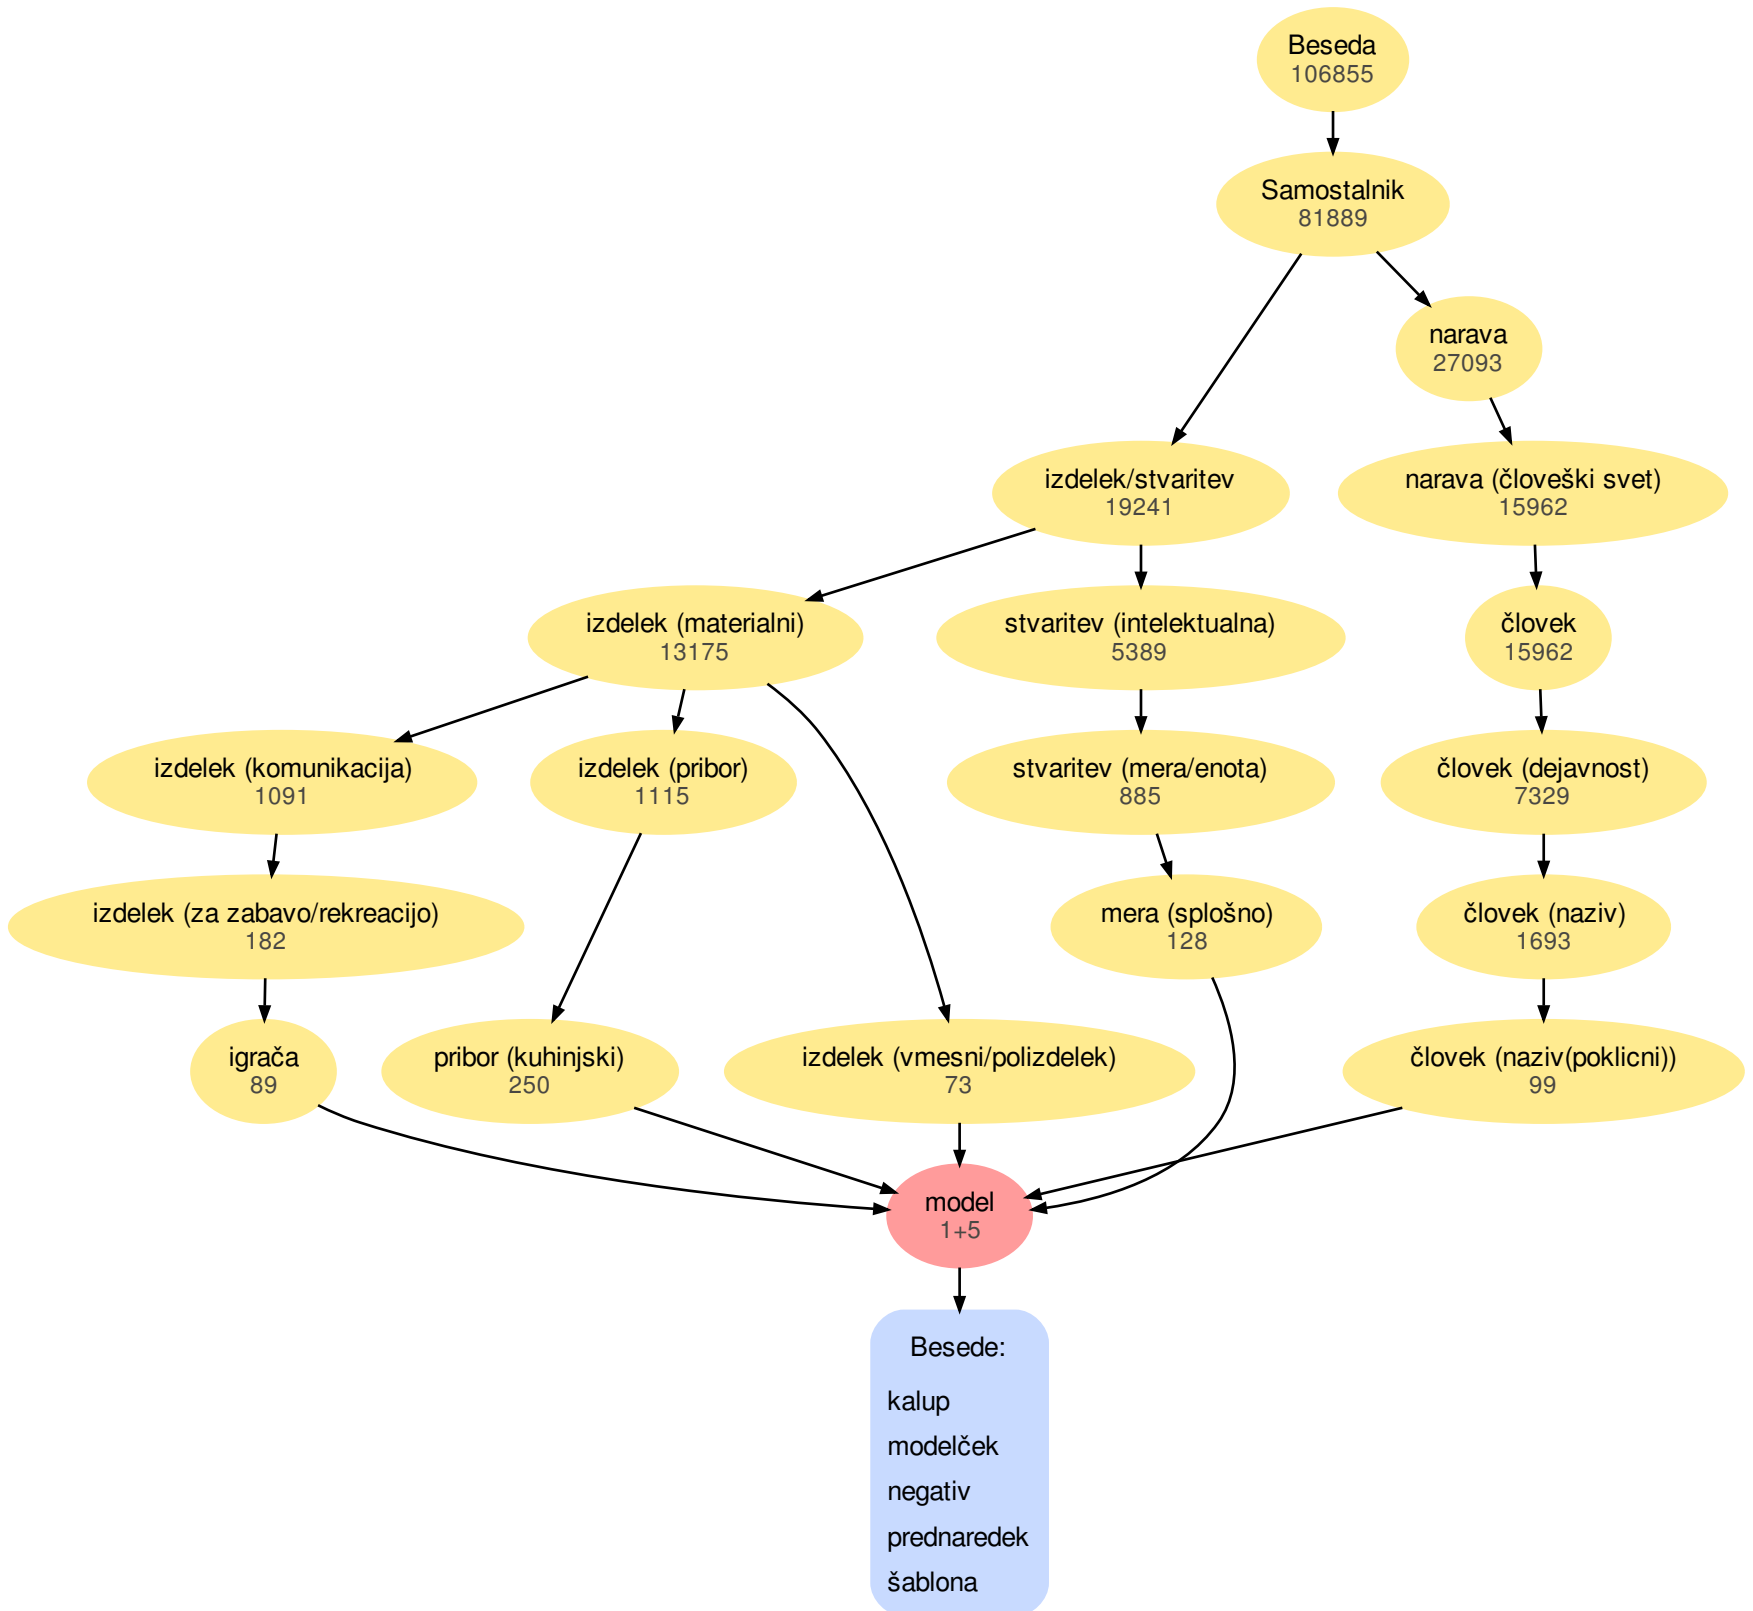 Beseda
106855
Samostalnik
81889
narava
27093
izdelek/stvaritev
19241
narava (človeški svet)
15962
izdelek (materialni)
13175
stvaritev (intelektualna)
5389
človek
15962
izdelek (komunikacija)
1091
izdelek (pribor)
1115
stvaritev (mera/enota)
885
človek (dejavnost)
7329
izdelek (za zabavo/rekreacijo)
182
mera (splošno)
128
človek (naziv)
1693
igrača
89
pribor (kuhinjski)
250
izdelek (vmesni/polizdelek)
73
človek (naziv(poklicni))
99
model
1+5
Besede:
kalup
modelček
negativ
prednaredek
šablona